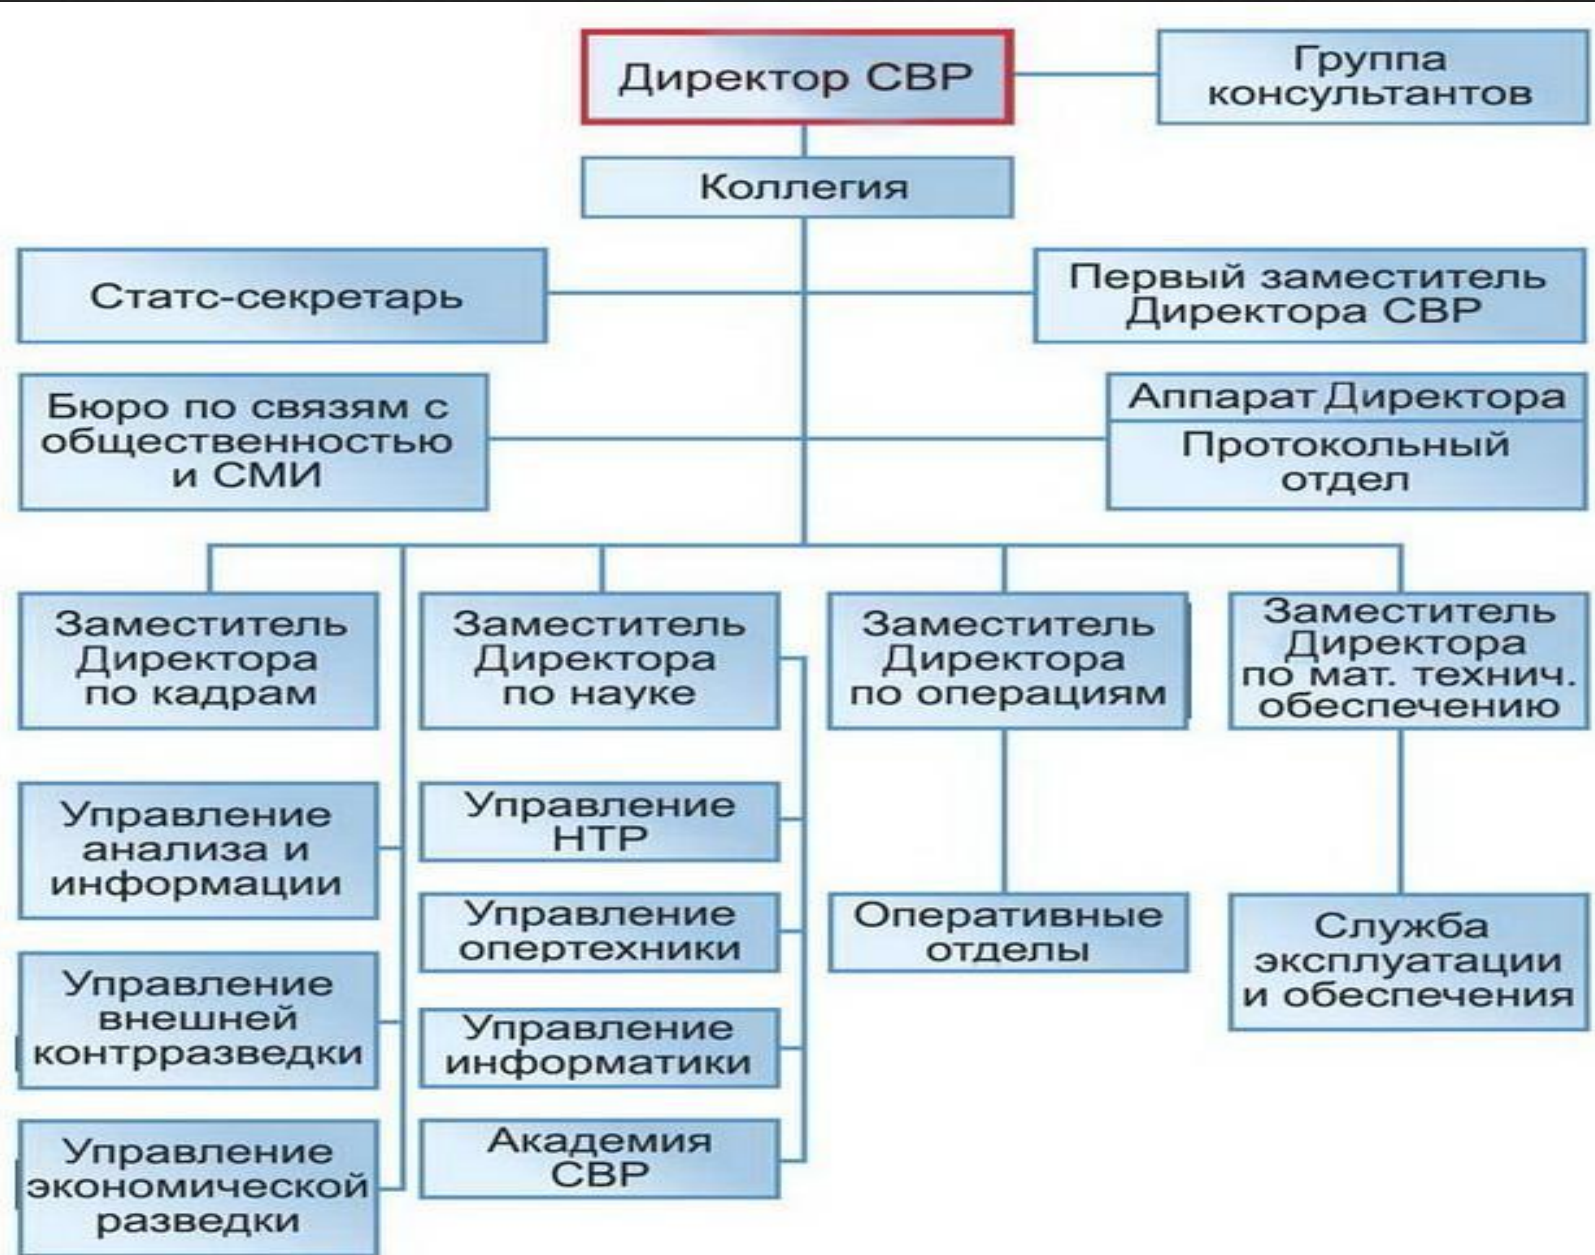 Директор СВР
Группа
консультантов
Коллегия
Статс-секретарь
Первый заместитель
Директора СВР
Бюро по связям с
общественностью
и СМИ
Аппарат Директора
Протокольный
отдел
Заместитель
Директора
по кадрам
Заместитель
Директора
по науке
Заместитель
Директора
по операциям
Заместитель
Директора
по мат. технич.
обеспечению
Управление
анализа и
информации
Управление
НТР
Управление
опертехники
Оперативные
отделы
Служба
эксплуатации
и обеспечения
Управление
внешней
контрразведки
Управление
информатики
Управление
экономической
разведки
Академия
СВР